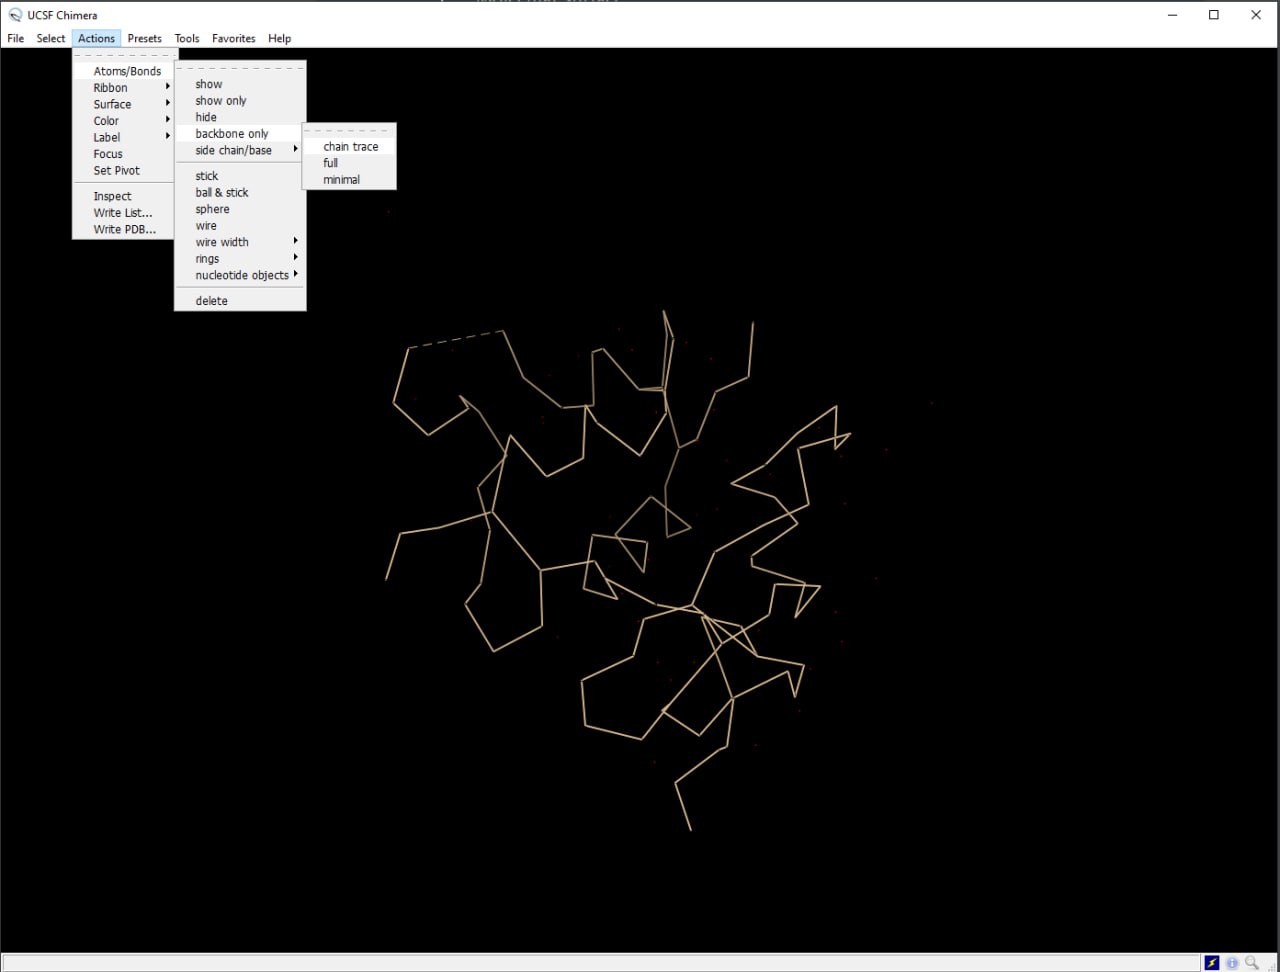 UCSF Chimera
File Select Actions Presets Tools Favorites Help
Atoms/Bonds
Ribbon
Surface
Color
Label
Focus
Set Pivot
Inspect
Write List...
Write PDB...
show
show only
hide
backbone only
side chain/base
stick
ball & stick
sphere
wire
wire width
rings
nucleotide objects
delete
chain trace
full
minimal